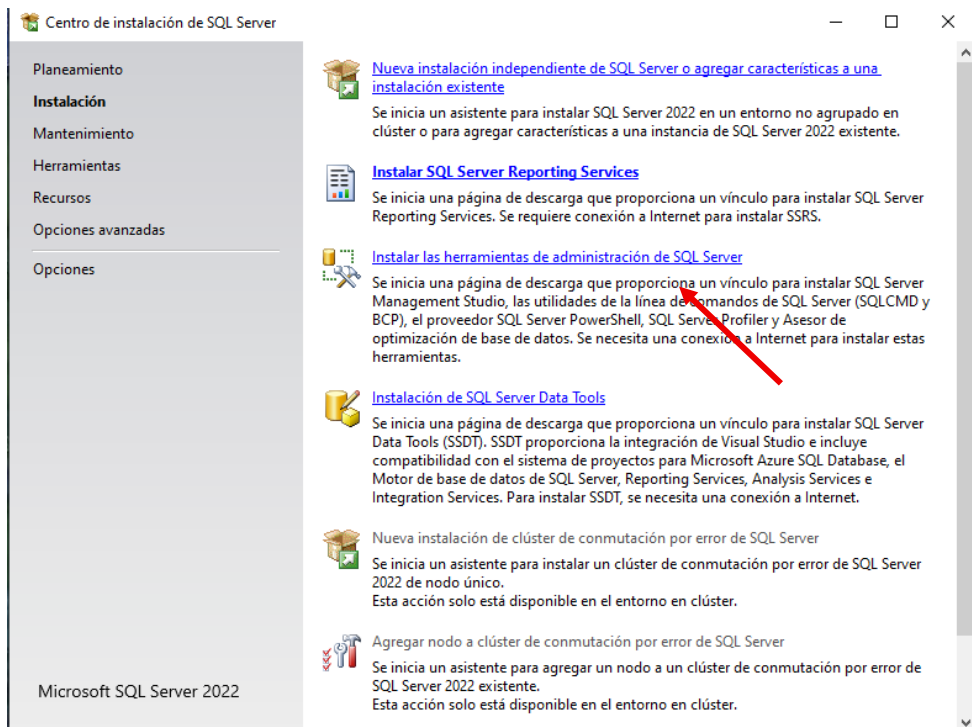 Centro de instalación de SQL Server
Planeamiento
Instalación
Mantenimiento
Herramientas
Recursos
Opciones avanzadas
Opciones
Microsoft SQL Server 2022
Nueva instalación independiente de SQL Server o agregar características a una
instalación existente
Se inicia un asistente para instalar SQL Server 2022 en un entorno no agrupado en
clúster o para agregar características a una instancia de SQL Server 2022 existente.
Instalar SQL Server Reporting Services
Se inicia una página de descarga que proporciona un vínculo para instalar SQL Server
Reporting Services. Se requiere conexión a Internet para instalar SSRS.
Instalar las herramientas de administración de SQL Server
Se inicia una página de descarga que proporciona un vínculo para instalar SQL Server
Management Studio, las utilidades de la línea de comandos de SQL Server (SQLCMD y
BCP), el proveedor SQL Server PowerShell, SQL Server Profiler y Asesor de
optimización de base de datos. Se necesita una conexión a Internet para instalar estas
herramientas.
Instalación de SQL Server Data Tools
Se inicia una página de descarga que proporciona un vínculo para instalar SQL Server
Data Tools (SSDT). SSDT proporciona la integración de Visual Studio e incluye
compatibilidad con el sistema de proyectos para Microsoft Azure SQL Database, el
Motor de base de datos de SQL Server, Reporting Services, Analysis Services e
Integration Services. Para instalar SSDT, se necesita una conexión a Internet.
Nueva instalación de clúster de conmutación por error de SQL Server
Se inicia un asistente para instalar un clúster de conmutación por error de SQL Server
2022 de nodo único.
Esta acción solo está disponible en el entorno en clúster.
Agregar nodo a clúster de conmutación por error de SQL Server
Se inicia un asistente para agregar un nodo a un clúster de conmutación por error de
SQL Server 2022 existente.
Esta acción solo está disponible en el entorno en clúster.